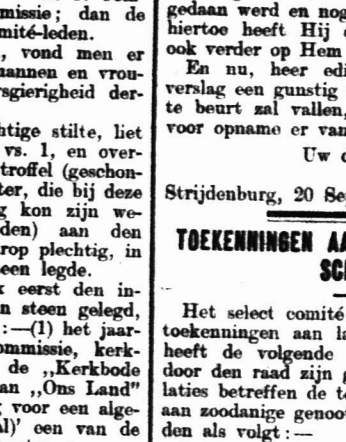 missie; dan de
mité-leden.
, vond men er
mannen en vrou-
sgierigheid der-
htige stilte, liet
vs. 1, en over-
troffel (geschon-
ter, die bij deze
g kon zijn we-
den) aan den
rop plechtig, in
een legde.
k eerst den in-
n steen gelegd,
:—(1) het jaar-
ommissie, kerk-
de ,,Kerkbode
an ,,Ons Land"
voor een alge-
al)' een van de
gedaan werd en nog
hiertoe heeft Hij
ook verder op Hem
En nu, heer edi
verslag een gunstig
te beurt zal vallen,
voor opname er van
Uw
Strijdenburg, 20 Se
TOEKENNINGEN AA
SC
Het select comité
toekenningen aan la
heeft de volgende
door den raad zijn g
laties betreffen de t
aan zoodanige genoo
den als volgt:—